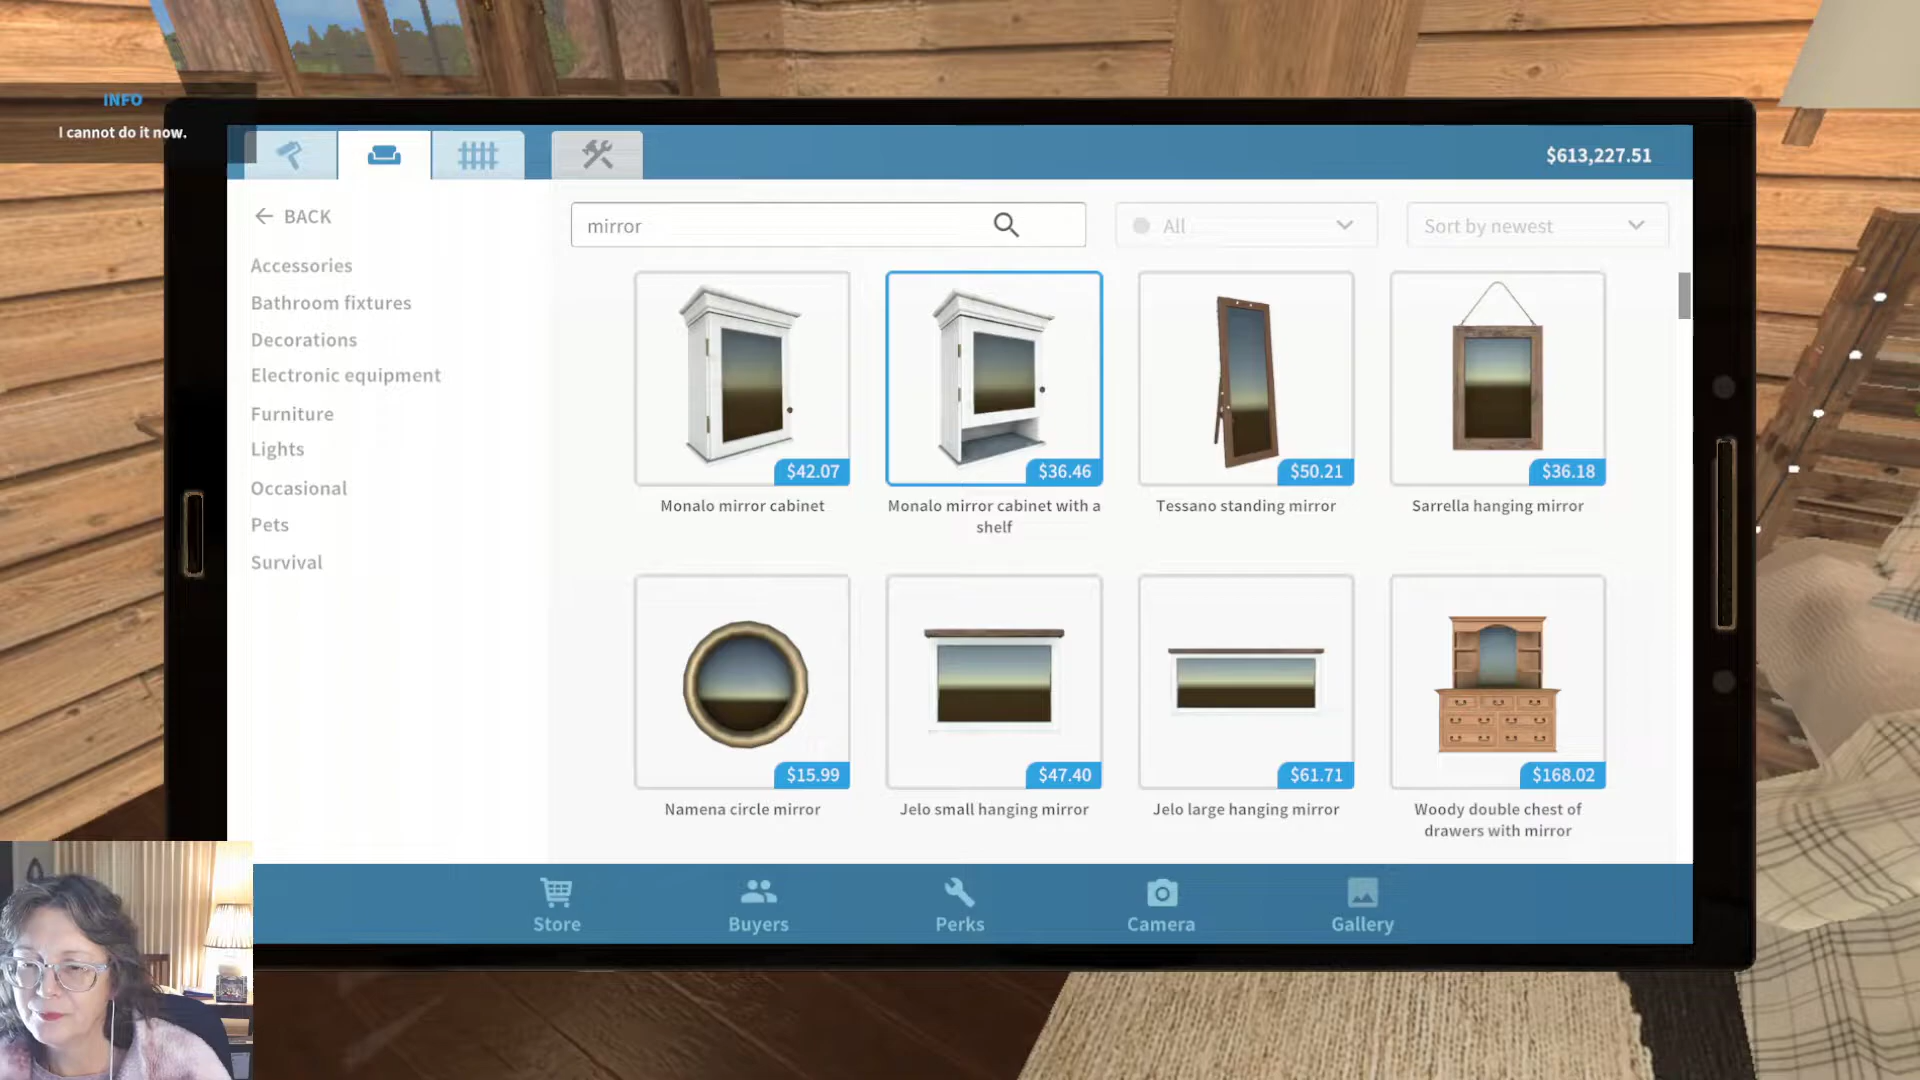 INFO
I cannot do it now.
$613,227.51
BACK
mirror
All
Sort by newest
Accessories
Bathroom fixtures
Decorations
Electronic equipment
Furniture
Lights
Occasional
Pets
Survival
$42.07
$36.46
$50.21
$36.18
Monalo mirror cabinet
Monalo mirror cabinet with a
shelf
Tessano standing mirror
Sarrella hanging mirror
$15.99
$47.40
$61.71
$168.02
Namena circle mirror
Jelo small hanging mirror
Jelo large hanging mirror
Woody double chest of
drawers with mirror
Store
Buyers
Perks
Camera
Gallery